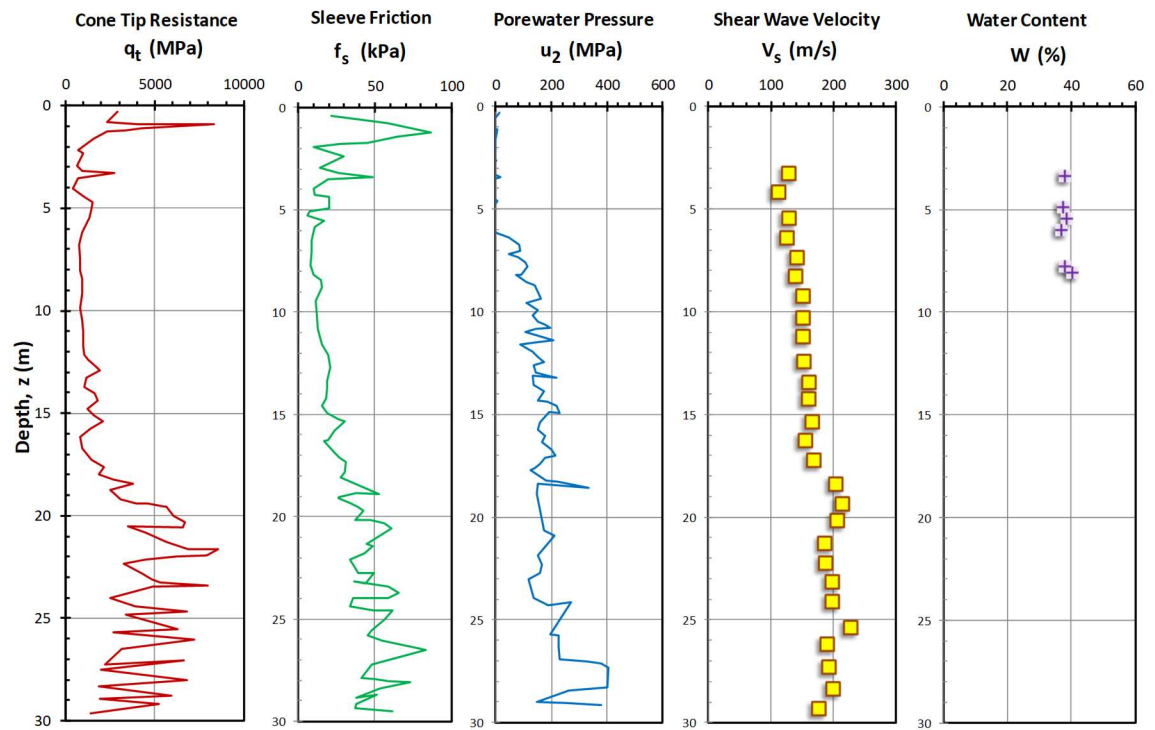 Cone Tip Resistance
qt (MPa)
0 5000 10000
Sleeve Friction
fs (kPa)
0 50 100
Porewater Pressure
u2 (MPa)
0 200 400 600
Shear Wave Velocity
Vs (m/s)
0 100 200 300
Water Content
W (%)
0 20 40 60
Depth, z (m)
0
5
10
15
20
25
30
0
5
10
15
20
25
30
0
5
10
15
20
25
30
0
5
10
15
20
25
30
0
5
10
15
20
25
30